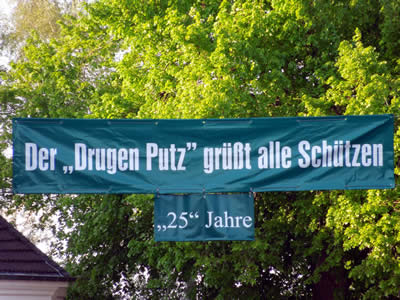 Der „Drugen Putz” grüßt alle Schützen
„25“ Jahre